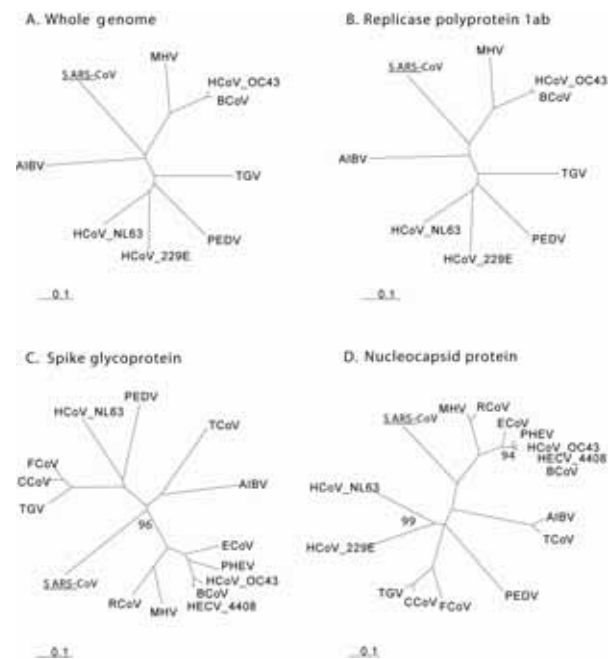 A. Whole genome
MHV
SARS-CoV
HCoV_OC43
BCoV
AIBV
TGV
HCoV_NL63
PEDV
HCoV_229E
0.1
B. Replicase polyprotein 1ab
MHV
SARS-CoV
HCoV_OC43
BCoV
AIBV
TGV
HCoV_NL63
PEDV
HCoV_229E
0.1
C. Spike glycoprotein
PEDV
HCoV_NL63
TCoV
FCoV
CCoV
AIBV
TGV
96
ECoV
SARS-CoV
PHEV
HCoV_OC43
BCoV
RCoV
HECV_4408
MHV
0.1
D. Nucleocapsid protein
RCoV
MHV
ECoV
SARS-CoV
PHEV
HCoV_OC43
94
HECV_4408
BCoV
HCoV_NL63
AIBV
99
TCoV
HCoV_229E
TGV
PEDV
CCoV
FCoV
0.1